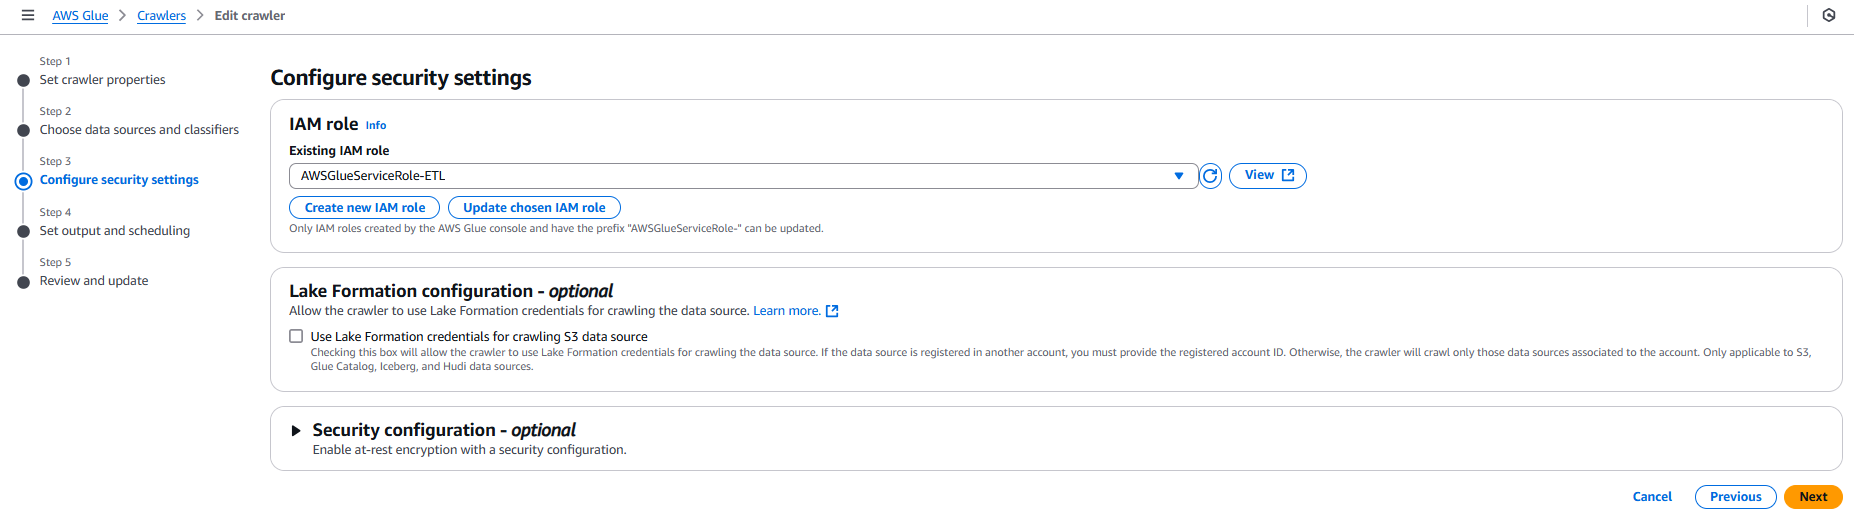 AWS Glue > Crawlers > Edit crawler
Step 1
Set crawler properties
Step 2
Choose data sources and classifiers
Step 3
Configure security settings
Step 4
Set output and scheduling
Step 5
Review and update
Configure security settings
IAM role Info
Existing IAM role
AWSGlueServiceRole-ETL
View
Create new IAM role Update chosen IAM role
Only IAM roles created by the AWS Glue console and have the prefix "AWSGlueServiceRole-" can be updated.
Lake Formation configuration - optional
Allow the crawler to use Lake Formation credentials for crawling the data source. Learn more.
Use Lake Formation credentials for crawling S3 data source
Checking this box will allow the crawler to use Lake Formation credentials for crawling the data source. If the data source is registered in another account, you must provide the registered account ID. Otherwise, the crawler will crawl only those data sources associated to the account. Only applicable to S3,
Glue Catalog, Iceberg, and Hudi data sources.
Security configuration - optional
Enable at-rest encryption with a security configuration.
Cancel Previous Next